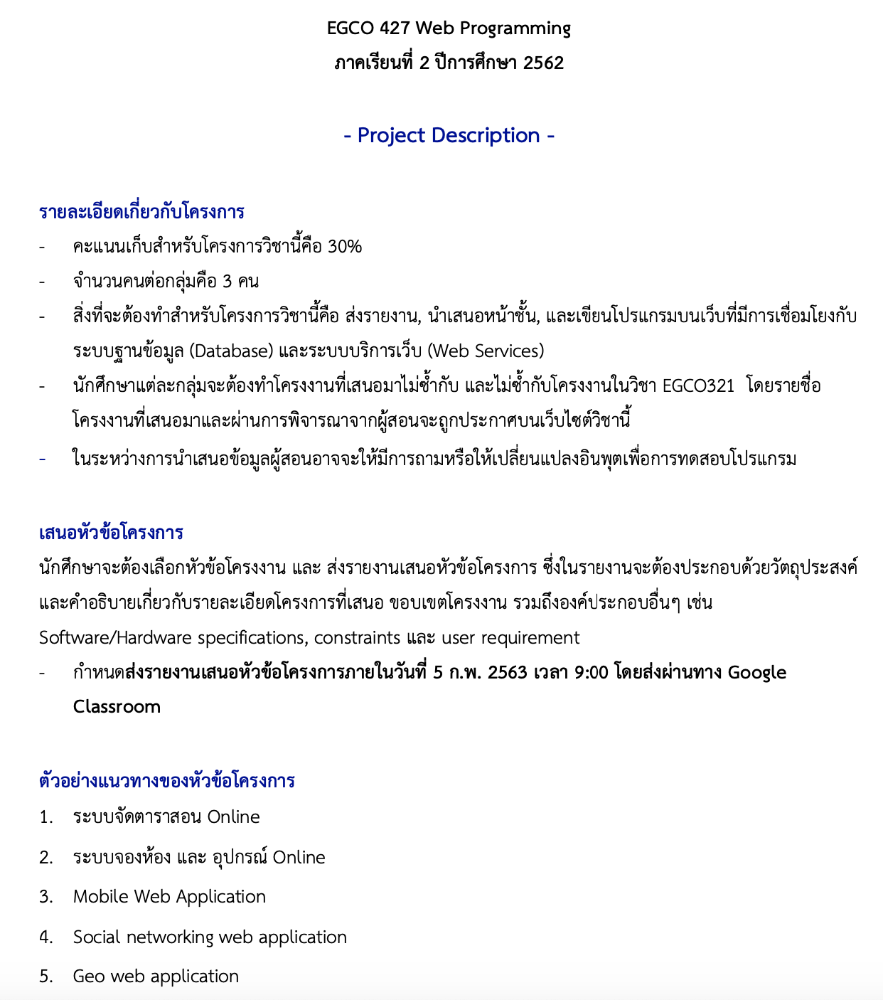 EGCO 427 Web Programming
ภาคเรียนที่ 2 ปีการศึกษา 2562
- Project Description -
รายละเอียดเกี่ยวกับโครงการ
- คะแนนเก็บสำหรับโครงการวิชานี้คือ 30%
- จำนวนคนต่อกลุ่มคือ 3 คน
- สิ่งที่จะต้องทำสำหรับโครงการวิชานี้คือ ส่งรายงาน, นำเสนอหน้าชั้น, และเขียนโปรแกรมบนเว็บที่มีการเชื่อมโยงกับ
ระบบฐานข้อมูล (Database) และระบบบริการเว็บ (Web Services)
- นักศึกษาแต่ละกลุ่มจะต้องทำโครงงานที่เสนอมาไม่ซ้ำกับ และไม่ซ้ำกับโครงงานในวิชา EGCO321 โดยรายชื่อ
โครงงานที่เสนอมาและผ่านการพิจารณาจากผู้สอนจะถูกประกาศบนเว็บไซต์วิชานี้
- ในระหว่างการนำเสนอข้อมูลผู้สอนอาจจะให้มีการถามหรือให้เปลี่ยนแปลงอินพุตเพื่อการทดสอบโปรแกรม
เสนอหัวข้อโครงการ
นักศึกษาจะต้องเลือกหัวข้อโครงงาน และ ส่งรายงานเสนอหัวข้อโครงการ ซึ่งในรายงานจะต้องประกอบด้วยวัตถุประสงค์
และคำอธิบายเกี่ยวกับรายละเอียดโครงการที่เสนอ ขอบเขตโครงงาน รวมถึงองค์ประกอบอื่นๆ เช่น
Software/Hardware specifications, constraints และ user requirement
- กำหนดส่งรายงานเสนอหัวข้อโครงการภายในวันที่ 5 ก.พ. 2563 เวลา 9:00 โดยส่งผ่านทาง Google
Classroom
ตัวอย่างแนวทางของหัวข้อโครงการ
1. ระบบจัดตาราสอน Online
2. ระบบจองห้อง และ อุปกรณ์ Online
3. Mobile Web Application
4. Social networking web application
5. Geo web application